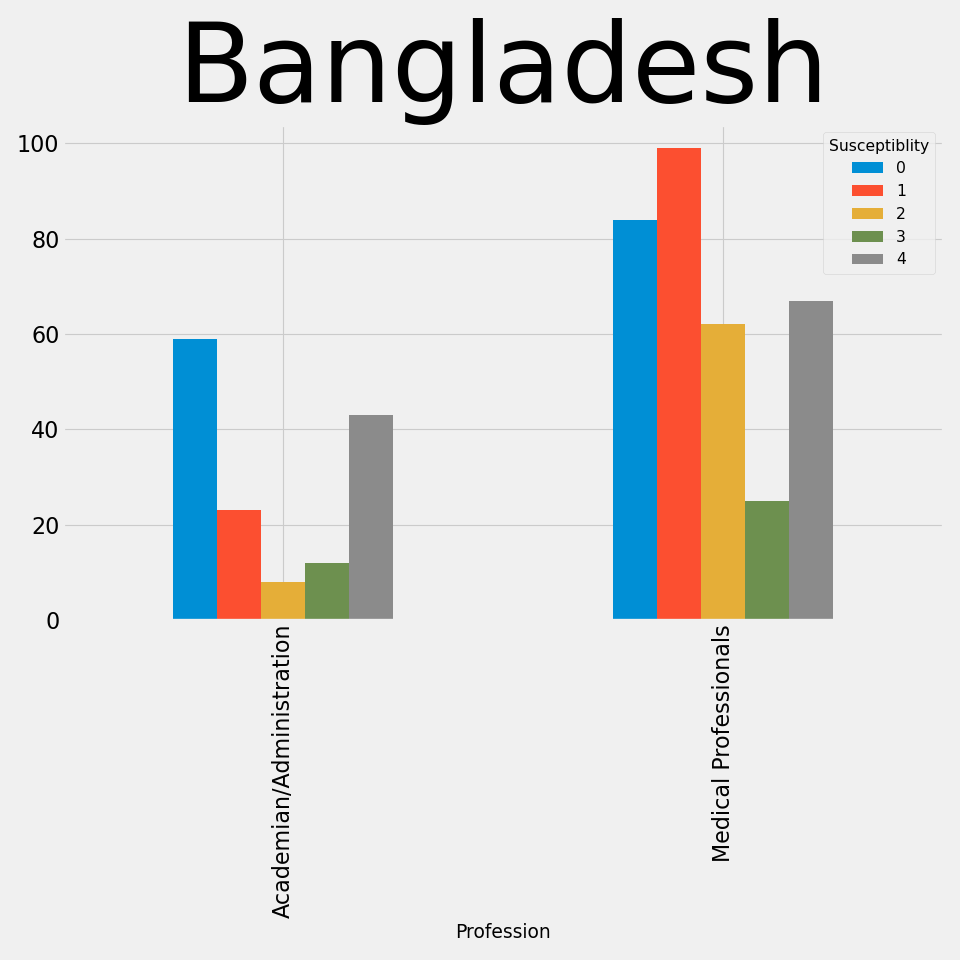 Bangladesh
100
80
60
40
20
0
Susceptiblity
0
1
2
3
4
Academian/Administration
Medical Professionals
Profession